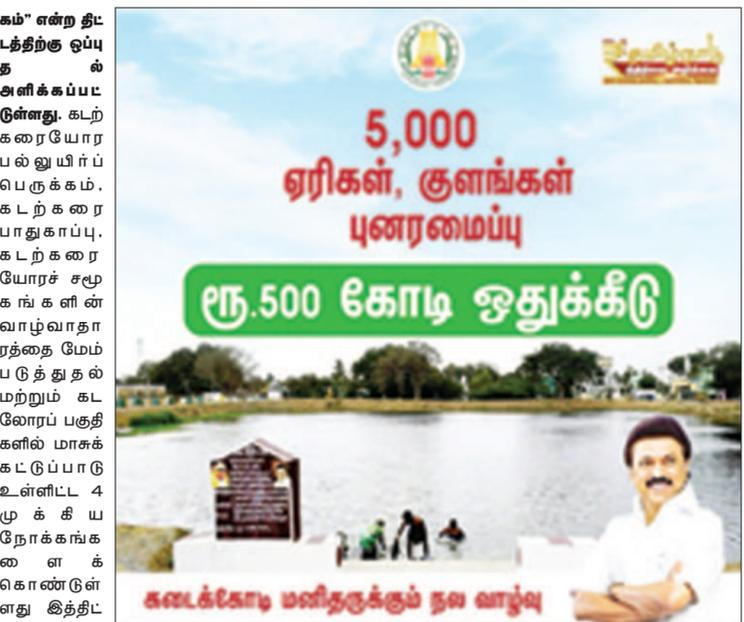 கம்” என்ற திட்
டத்திற்கு ஒப்பு
த ல்
அளிக்கப்பட்
டுள்ளது. கடற்
கரையோர
பல்லுயிர்ப்
பெருக்கம்,
கடற்கரை
பாதுகாப்பு,
கடற்கரை
யோரச் சமூ
கங்களின்
வாழ்வாதா
ரத்தை மேம்
படுத்துதல்
மற்றும் கட
லோரப் பகுதி
களில் மாசுக்
கட்டுப்பாடு
உள்ளிட்ட 4
முக்கிய
நோக்கங்க
ளைக்
கொண்டுள்
ளது இத்திட்
5,000
ஏரிகள், குளங்கள்
புனரமைப்பு
ரூ.500 கோடி ஒதுக்கீடு
கடைக்கோடி மனிதருக்கும் நல வாழ்வு